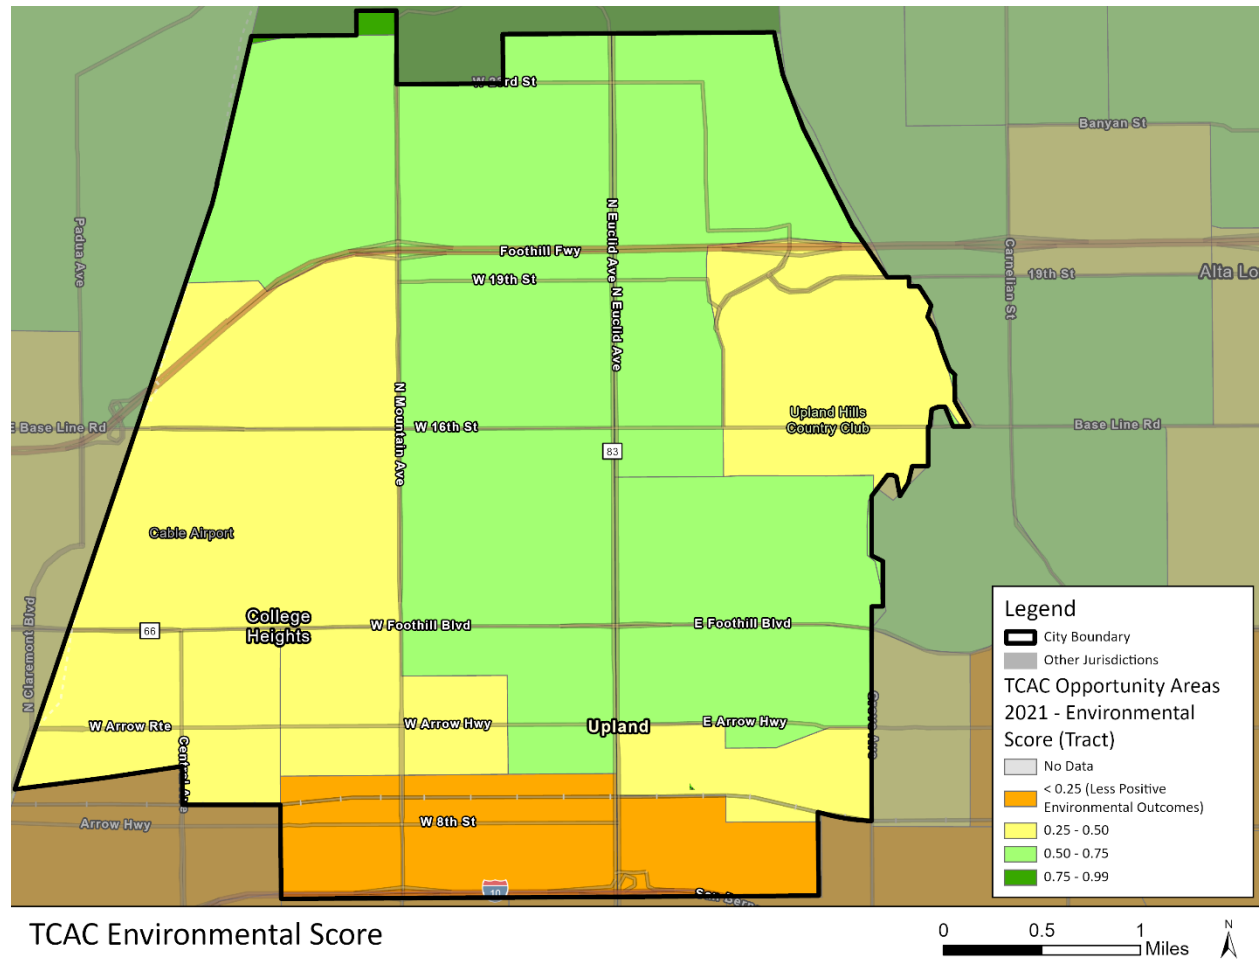 W 23rd St
Banyan St
Padua Ave
N Euclid Ave
N Euclid Ave
Carnelian St
Foothill Fwy
W 19th St
19th St
Alta Lo
N Mountain Ave
Upland Hills
Country Club
E Base Line Rd
W 16th St
Base Line Rd
83
Cable Airport
N Claremont Blvd
66
College
Heights
W Foothill Blvd
E Foothill Blvd
W Arrow Rte
Central Ave
W Arrow Hwy
Upland
E Arrow Hwy
Arrow Hwy
W 8th St
10
San Bern
Legend
City Boundary
Other Jurisdictions
TCAC Opportunity Areas
2021 - Environmental
Score (Tract)
No Data
< 0.25 (Less Positive
Environmental Outcomes)
0.25 - 0.50
0.50 - 0.75
0.75 - 0.99
TCAC Environmental Score
0 0.5 1
Miles
N